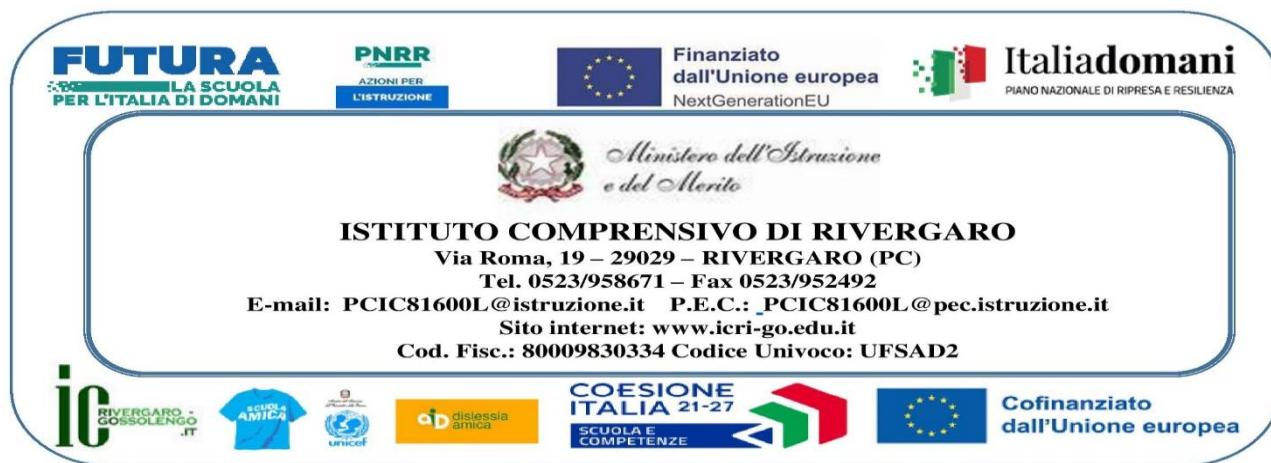 FUTURA
LA SCUOLA
PER L'ITALIA DI DOMANI
PNRR
AZIONI PER
L'ISTRUZIONE
Finanziato
dall'Unione europea
NextGenerationEU
Italiadomani
PIANO NAZIONALE DI RIPRESA E RESILIENZA
Ministero dell'Istruzione
e del Merito
ISTITUTO COMPRENSIVO DI RIVERGARO
Via Roma, 19 – 29029 – RIVERGARO (PC)
Tel. 0523/958671 – Fax 0523/952492
E-mail: PCIC81600L@istruzione.it P.E.C.: PCIC81600L@pec.istruzione.it
Sito internet: www.icri-go.edu.it
Cod. Fisc.: 80009830334 Codice Univoco: UFSAD2
ic
RIVERGARO -
GOSSOLENGO
.IT
SCUOLA
AMICA
unicef
aiD
dislessia
amica
COESIONE
ITALIA 21-27
SCUOLA E
COMPETENZE
Cofinanziato
dall'Unione europea